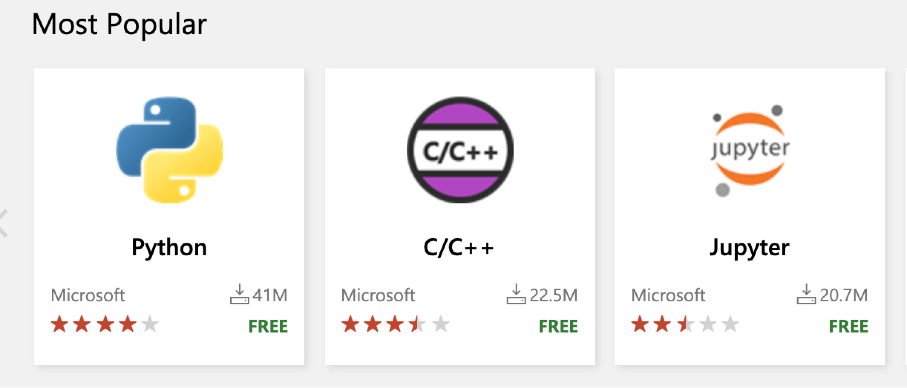 Most Popular
C/C++
jupyter
Python
C/C++
Jupyter
Microsoft 41M
Microsoft 22.5M
Microsoft 20.7M
FREE
FREE
FREE